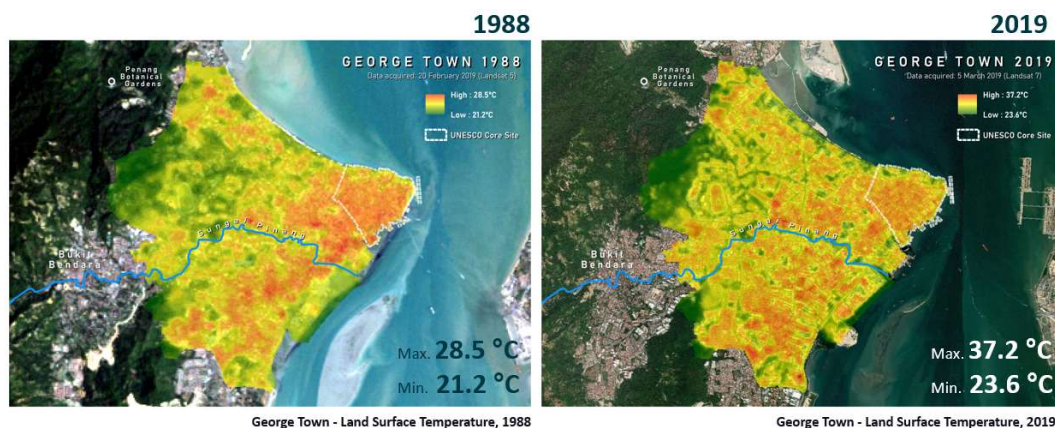 1988
GEORGE TOWN 1988
Data acquired: 20 February 2019 (Landsat 5)
Penang
Botanical
Gardens
High : 28.5°C
Low : 21.2°C
UNESCO Core Site
Sungai Pinang
Bukit
Bendara
Max. 28.5 °C
Min. 21.2 °C
George Town - Land Surface Temperature, 1988
2019
GEORGE TOWN 2019
Data acquired: 5 March 2019 (Landsat 7)
Penang
Botanical
Gardens
High : 37.2°C
Low : 23.6°C
UNESCO Core Site
Sungai Pinang
Bukit
Bendara
Max. 37.2 °C
Min. 23.6 °C
George Town - Land Surface Temperature, 2019